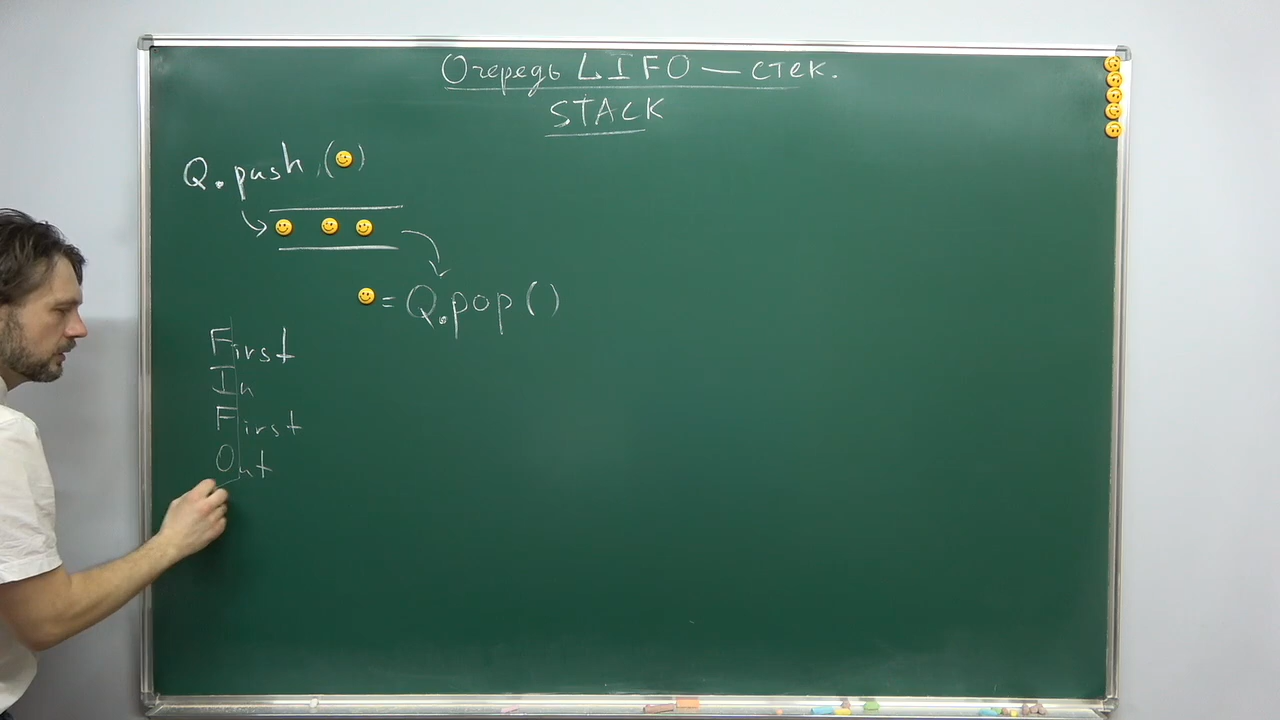 Очередь LIFO — стек.
STACK
Q.push()
= Q.pop()
First
In
First
Out